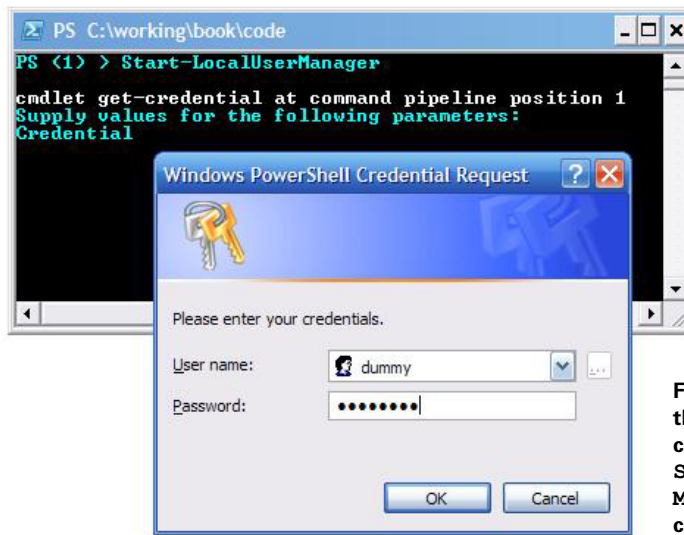 PS C:\working\book\code
PS (1) > Start-LocalUserManager
cmdlet get-credential at command pipeline position 1
Supply values for the following parameters:
Credential
Windows PowerShell Credential Request
Please enter your credentials.
User name: dummy ...
Password: ••••••••
OK Cancel